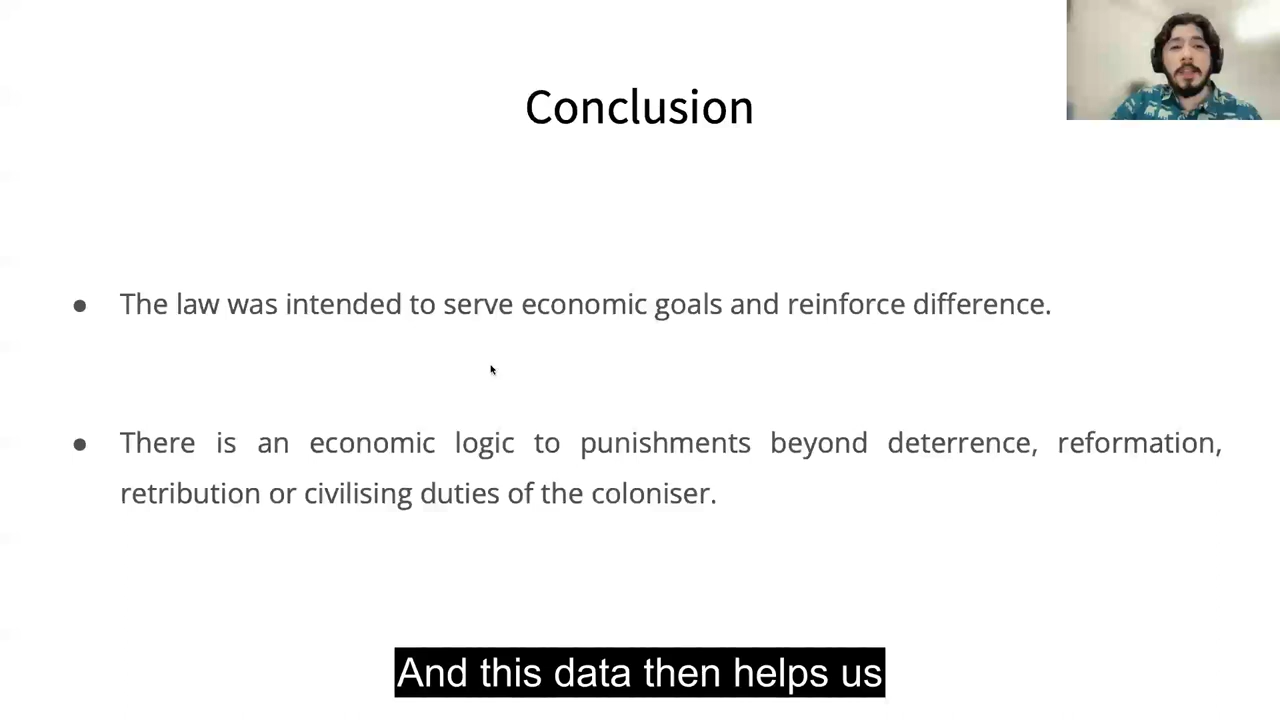 Conclusion
● The law was intended to serve economic goals and reinforce difference.
● There is an economic logic to punishments beyond deterrence, reformation,
retribution or civilising duties of the coloniser.
And this data then helps us